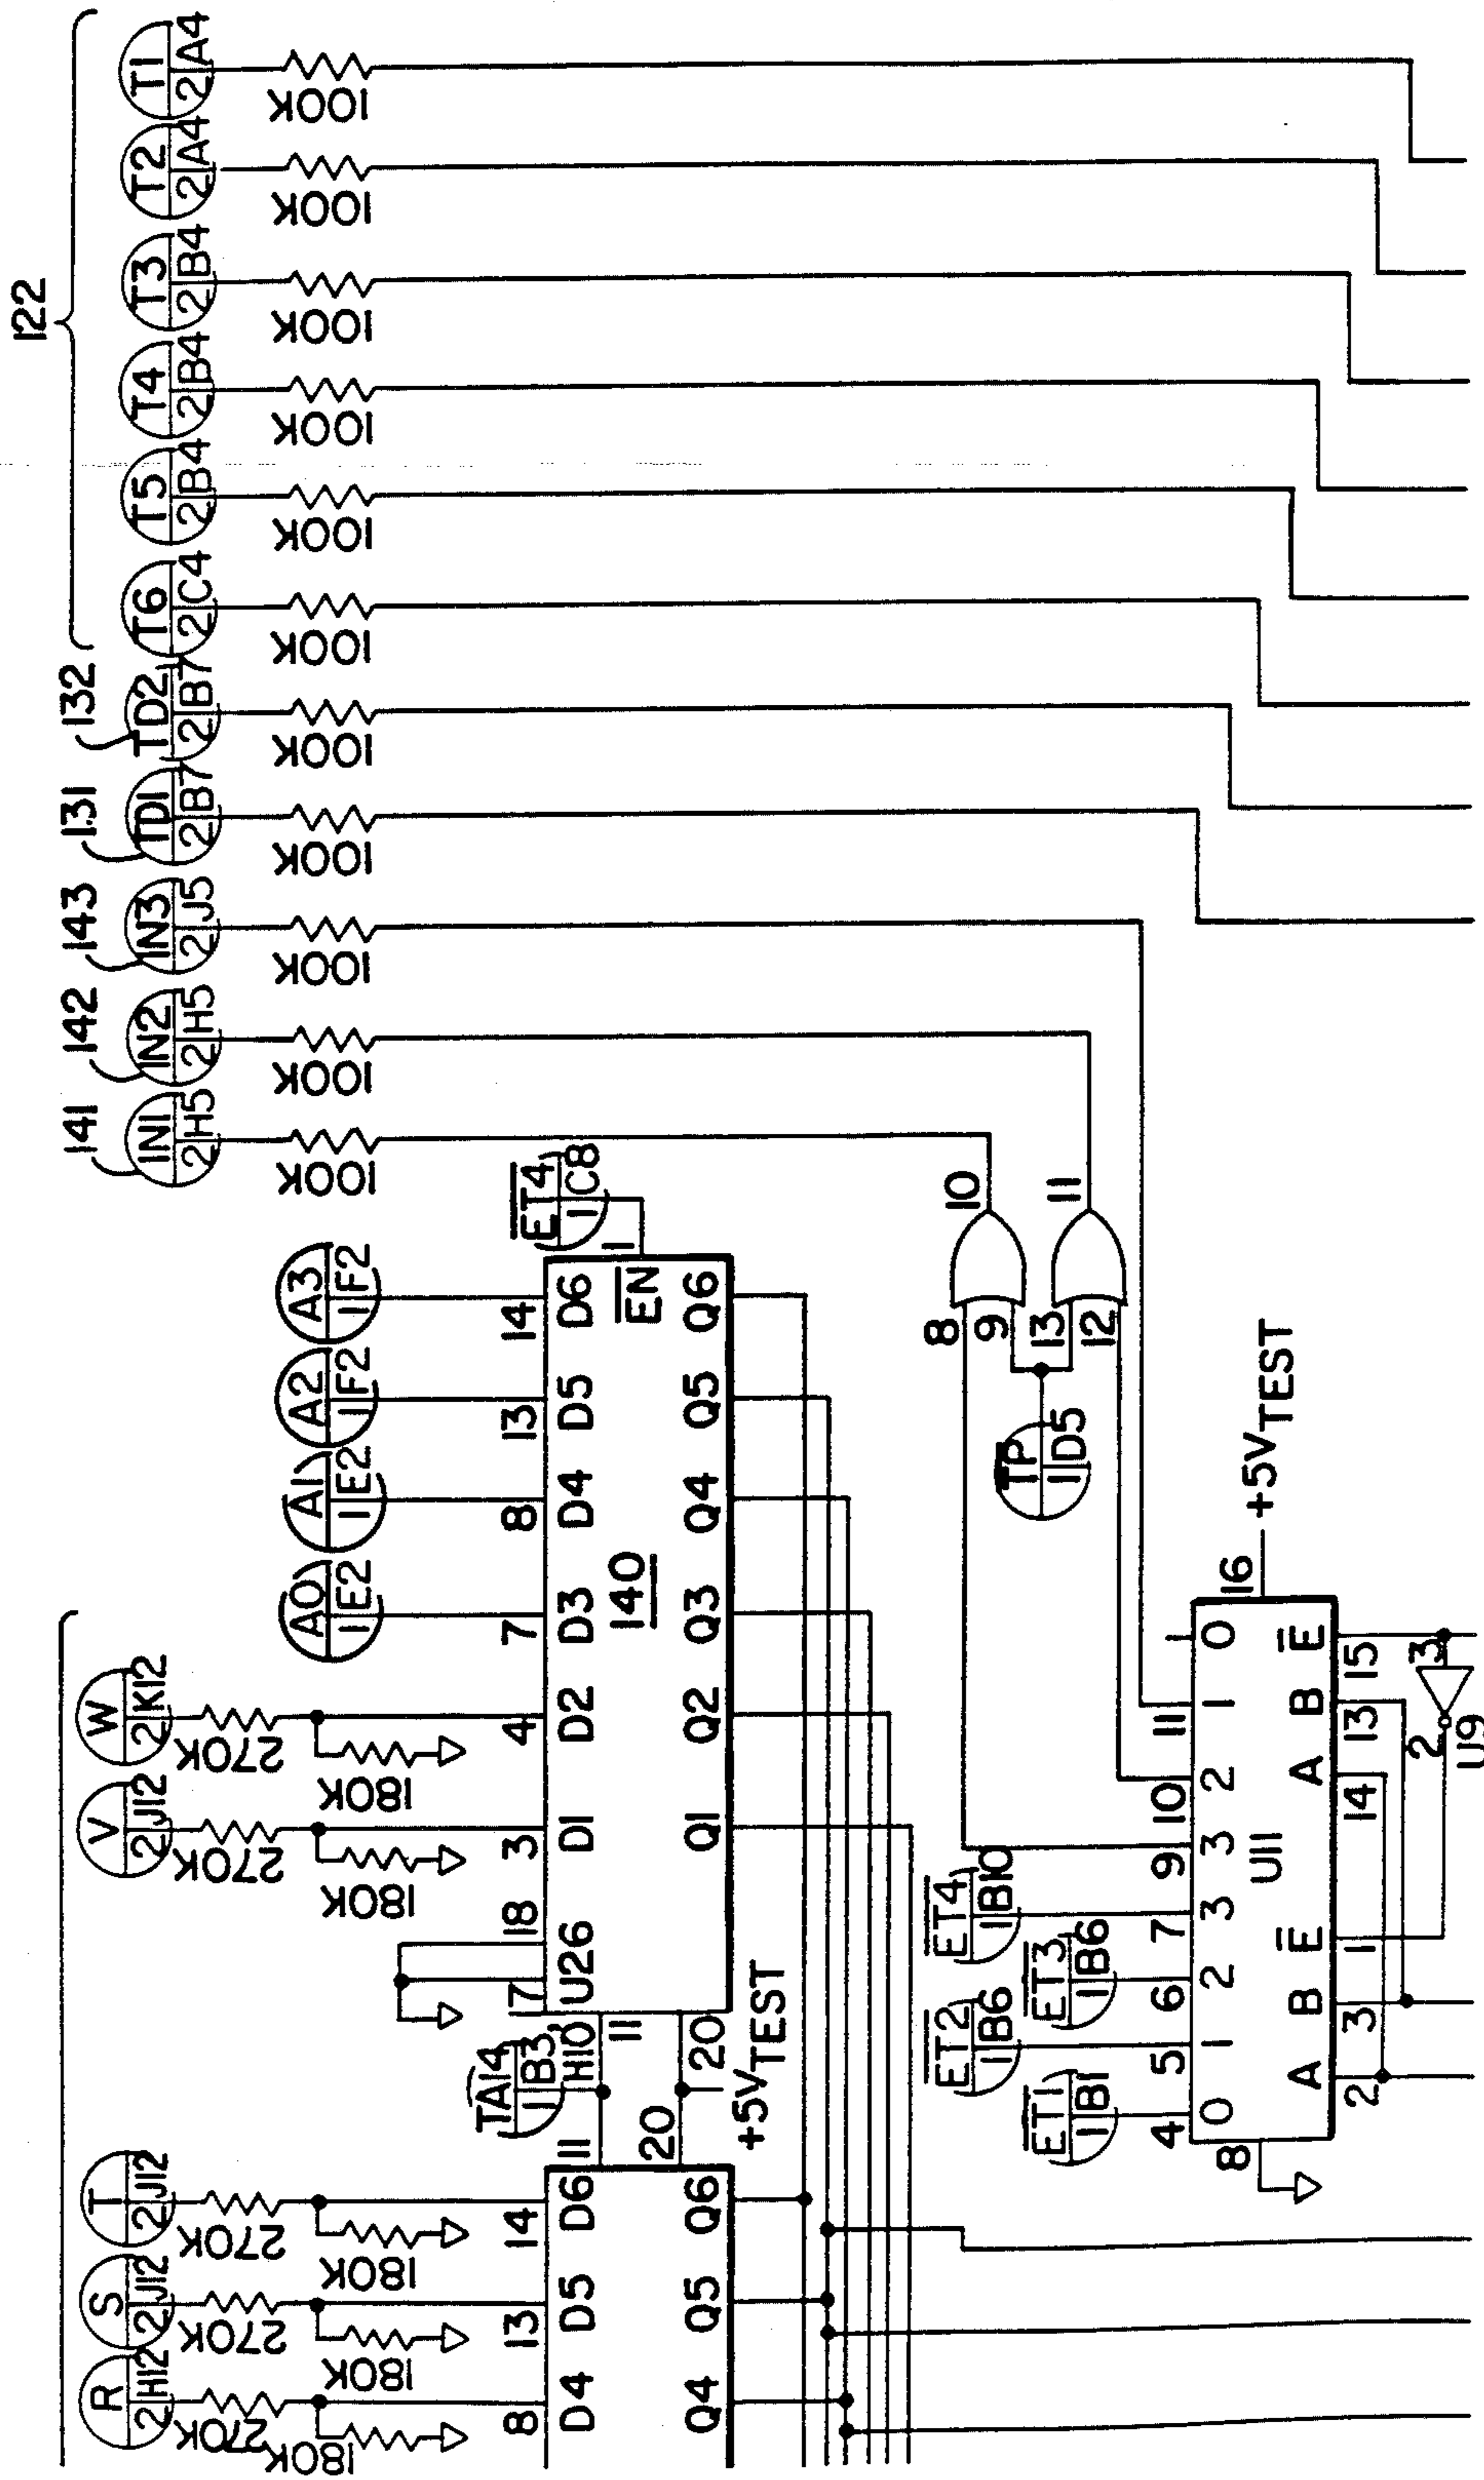 122
141
142
143
131
132
IN1
2H5
IN2
2H5
IN3
2J5
TD1
2B7
TD2
2B7
T6
2C4
T5
2B4
T4
2B4
T3
2B4
T2
2A4
T1
2A4
100K
100K
100K
100K
100K
100K
100K
100K
100K
100K
100K
R
2H12
S
2J12
T
2J12
V
2J12
W
2K12
270K
270K
270K
270K
270K
180K
180K
180K
180K
180K
A0
1E2
A1
1E2
A2
1F2
A3
1F2
ET4
1C8
TA14
1B3,
H10
8
13
14
11
17
18
3
4
7
8
13
14
1
D4
D5
D6
U26
D1
D2
D3
D4
D5
D6
EN
140
11
20
20
Q4
Q5
Q6
Q1
Q2
Q3
Q4
Q5
Q6
+5VTEST
8
9
13
12
10
11
TP
1D5
ET1
1B1
ET2
1B6
ET3
1B6
ET4
1B10
8
4
5
6
7
9
10
11
16
+5VTEST
0
1
2
3
3
2
1
0
U11
A
B
E
A
B
E
2
3
1
14
13
15
2
3
U9